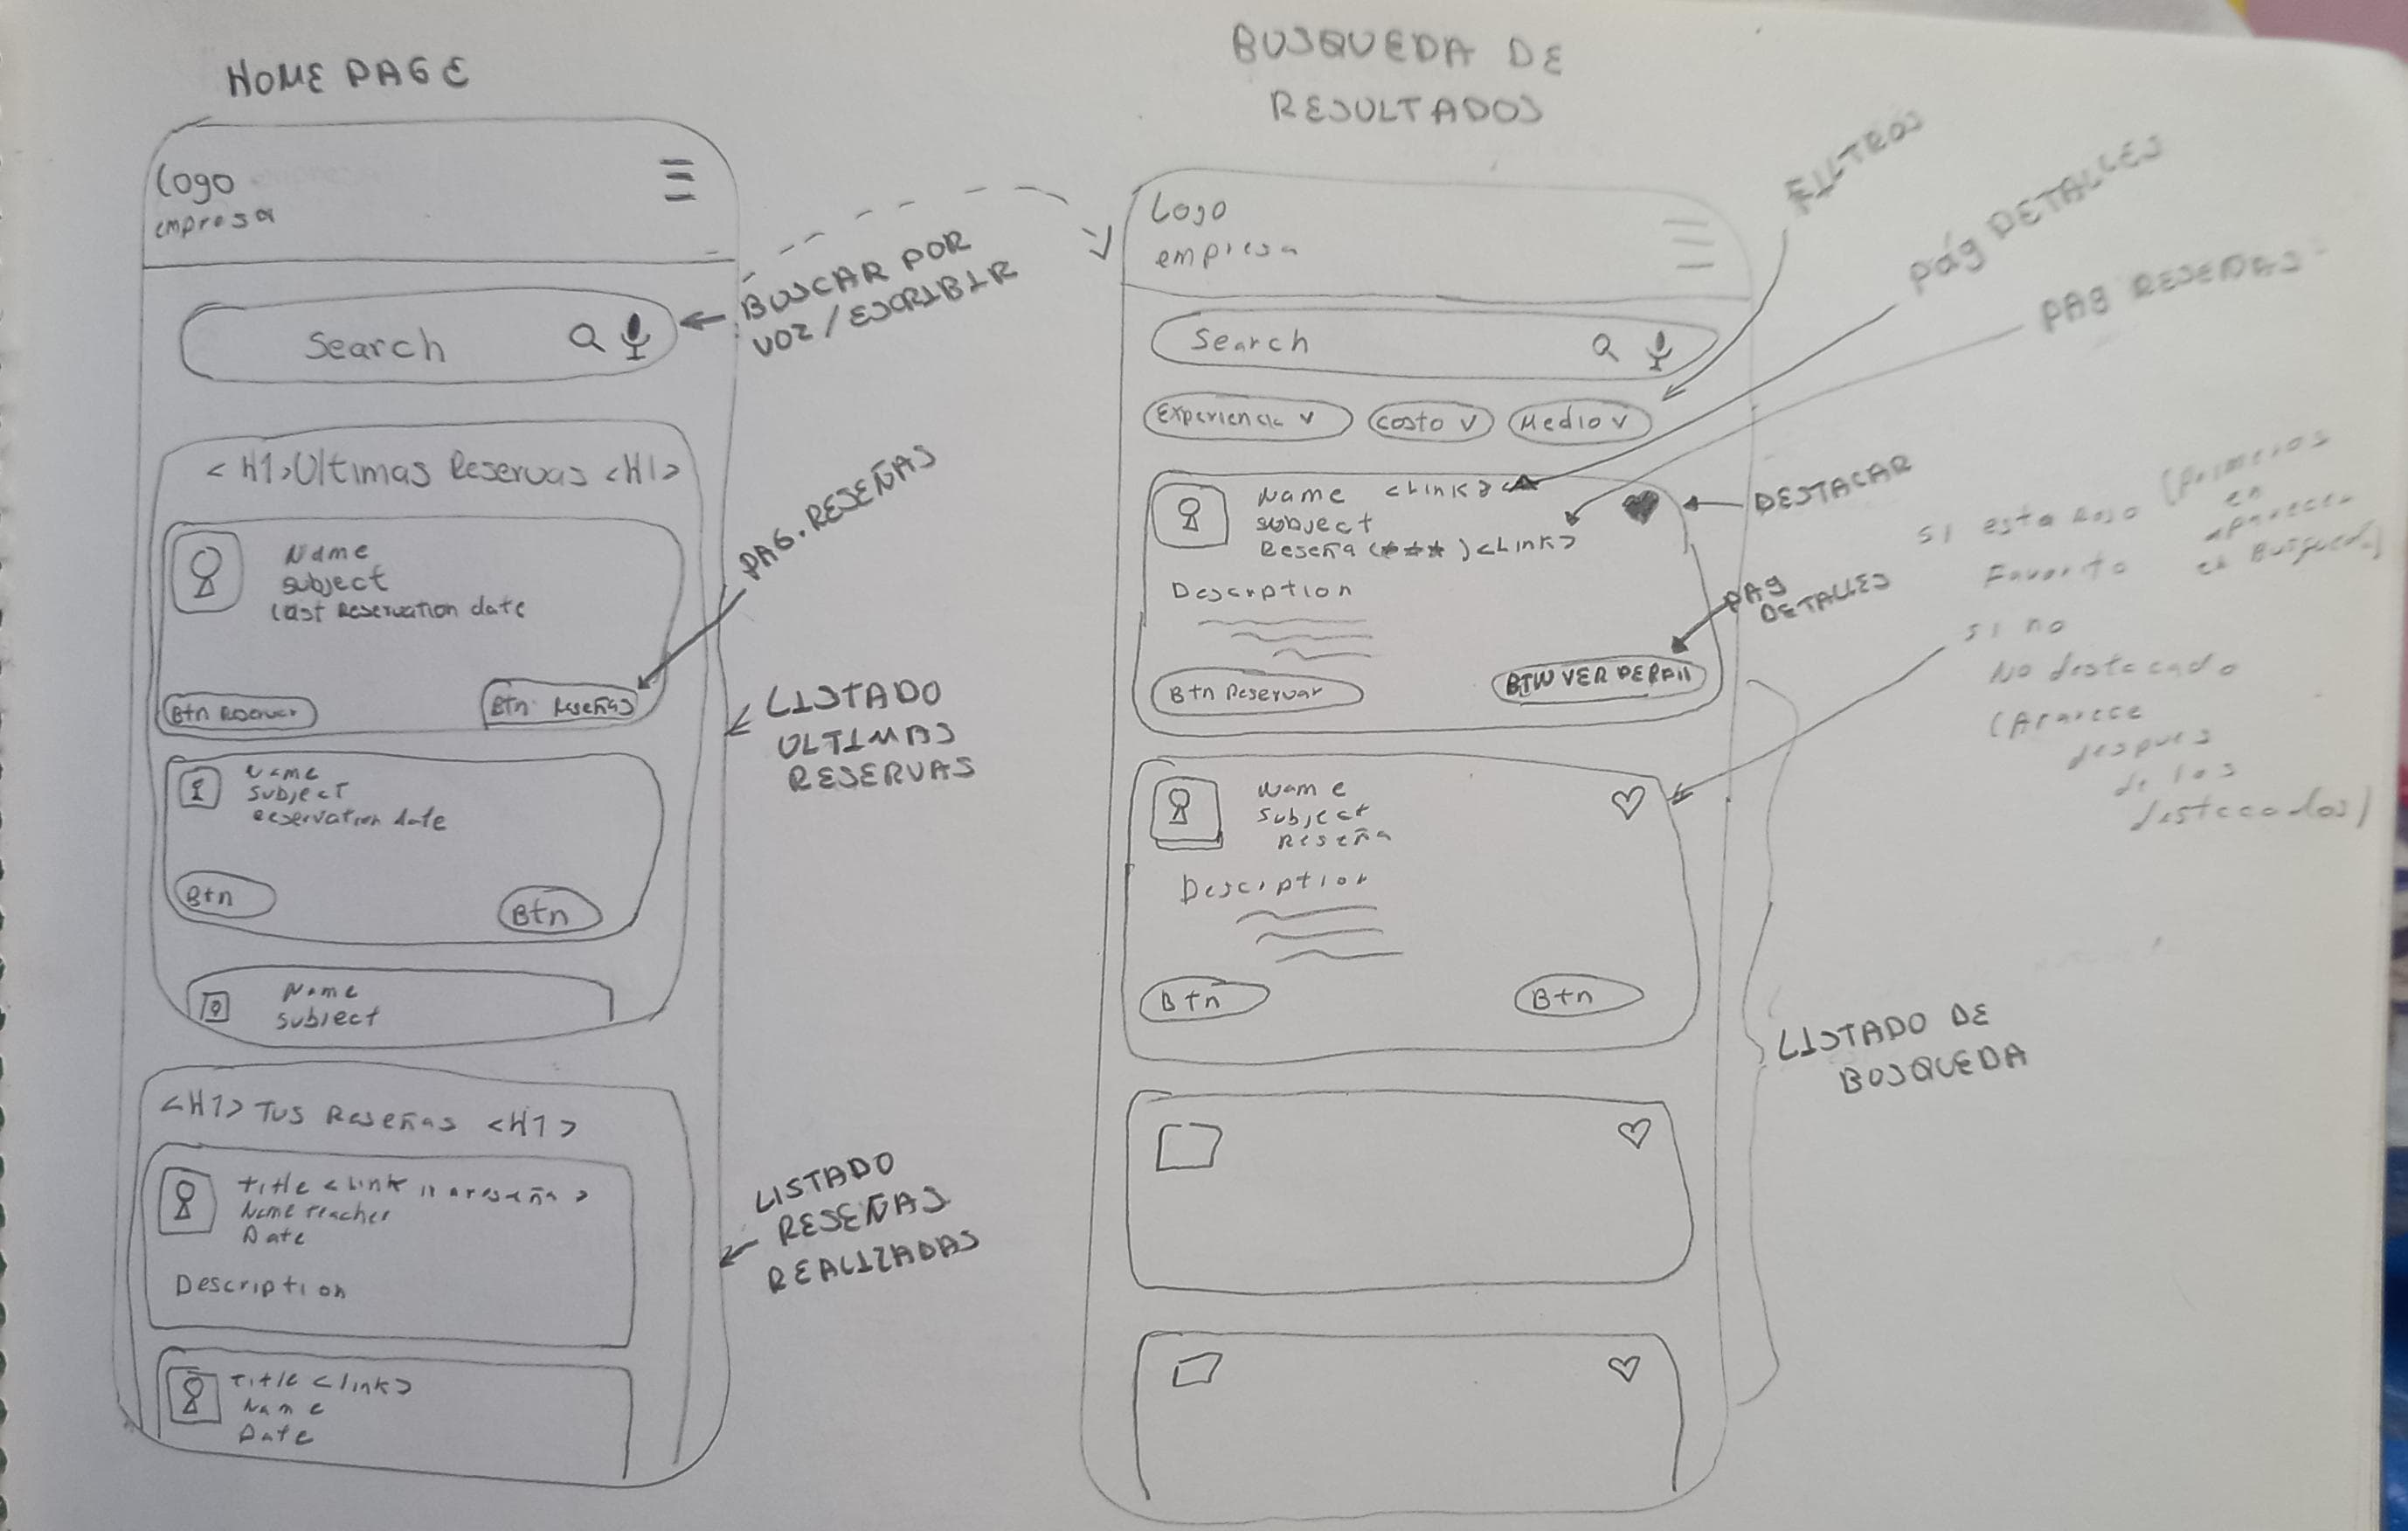 HOME PAGE
Logo
empresa
Search
BUSCAR POR
VOZ / ESCRIBIR
<H1>Ultimas Reservas <H1>
Name
subject
Last Reservation date
Btn Reservar
Btn Reseñas
PAG. RESEÑAS
Name
subject
Reservation date
Btn
Btn
LISTADO
ULTIMAS
RESERVAS
Name
subject
<H1> Tus Reseñas <H1>
Title <Link a reseña>
Name teacher
Date
Description
LISTADO
RESEÑAS
REALIZADAS
Title <link>
Name
Date
BUSQUEDA DE
RESULTADOS
Logo
empresa
Search
FILTROS
pág DETALLES
PAG RESEÑAS
Experiencia v
costo v
Medio v
Name <Link>
subject
Reseña (***) <Link>
Description
Btn Reservar
BTN VER PERFIL
DESTACAR
PAG
DETALLES
si esta Rojo (primeros
en
aparecer
Favorito en Busqueda)
si no
No destacado
(Aparece
despues
de los
destacados)
Name
Subject
Reseña
Description
Btn
Btn
LISTADO DE
BUSQUEDA